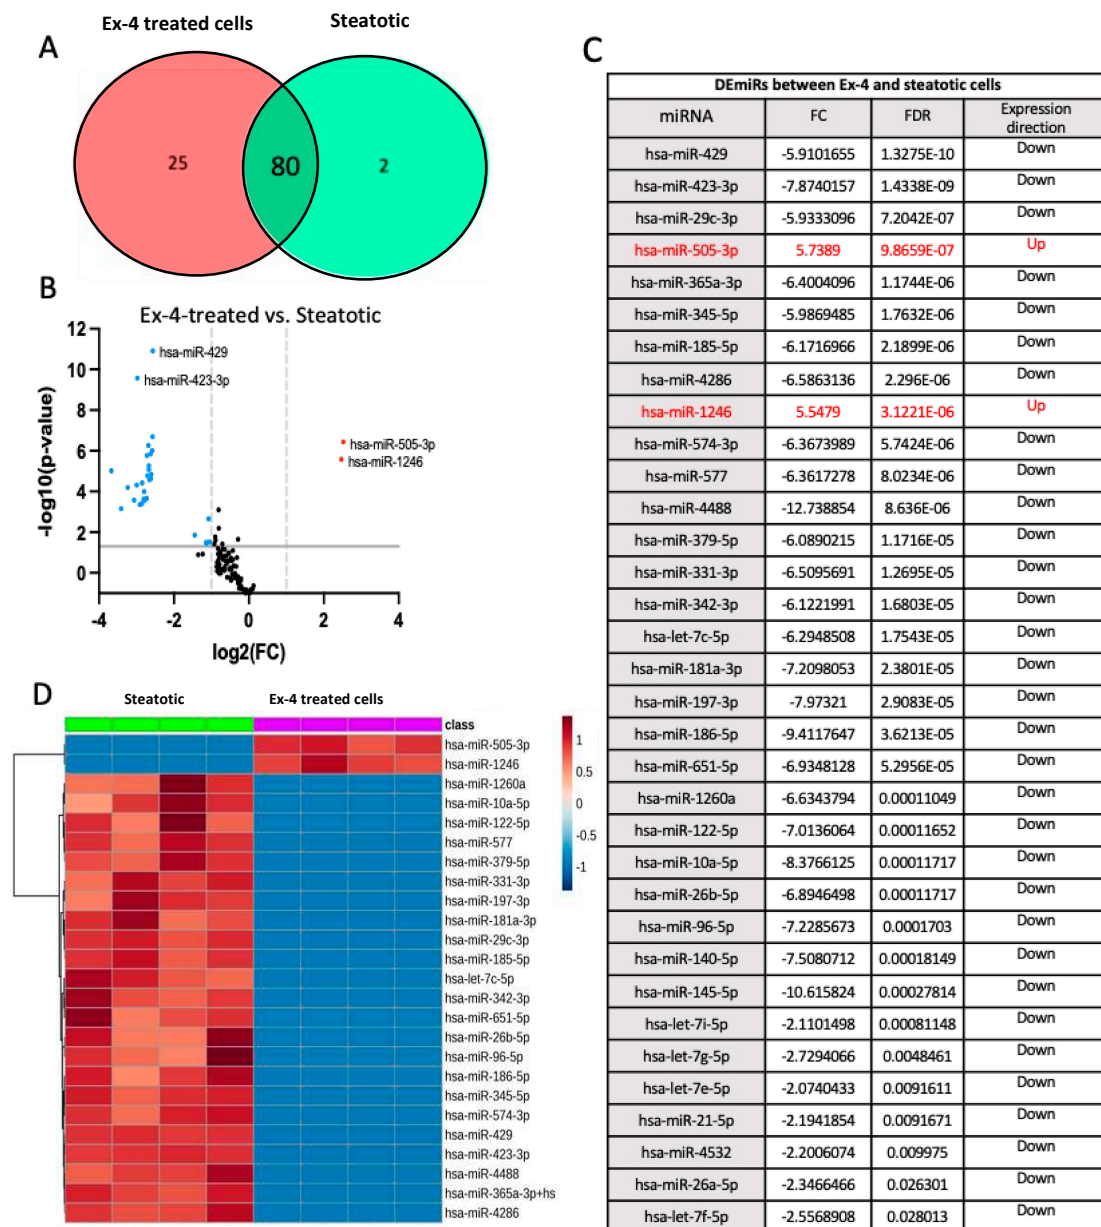 A
Ex-4 treated cells
Steatotic
25
80
2
B
Ex-4-treated vs. Steatotic
12
10
8
6
4
2
0
-log10(p-value)
hsa-miR-429
hsa-miR-423-3p
hsa-miR-505-3p
hsa-miR-1246
-4
-2
0
2
4
log2(FC)
C
DEmiRs between Ex-4 and steatotic cells
miRNA FC FDR Expression direction
hsa-miR-429 -5.9101655 1.3275E-10 Down
hsa-miR-423-3p -7.8740157 1.4338E-09 Down
hsa-miR-29c-3p -5.9333096 7.2042E-07 Down
hsa-miR-505-3p 5.7389 9.8659E-07 Up
hsa-miR-365a-3p -6.4004096 1.1744E-06 Down
hsa-miR-345-5p -5.9869485 1.7632E-06 Down
hsa-miR-185-5p -6.1716966 2.1899E-06 Down
hsa-miR-4286 -6.5863136 2.296E-06 Down
hsa-miR-1246 5.5479 3.1221E-06 Up
hsa-miR-574-3p -6.3673989 5.7424E-06 Down
hsa-miR-577 -6.3617278 8.0234E-06 Down
hsa-miR-4488 -12.738854 8.636E-06 Down
hsa-miR-379-5p -6.0890215 1.1716E-05 Down
hsa-miR-331-3p -6.5095691 1.2695E-05 Down
hsa-miR-342-3p -6.1221991 1.6803E-05 Down
hsa-let-7c-5p -6.2948508 1.7543E-05 Down
hsa-miR-181a-3p -7.2098053 2.3801E-05 Down
hsa-miR-197-3p -7.97321 2.9083E-05 Down
hsa-miR-186-5p -9.4117647 3.6213E-05 Down
hsa-miR-651-5p -6.9348128 5.2956E-05 Down
hsa-miR-1260a -6.6343794 0.00011049 Down
hsa-miR-122-5p -7.0136064 0.00011652 Down
hsa-miR-10a-5p -8.3766125 0.00011717 Down
hsa-miR-26b-5p -6.8946498 0.00011717 Down
hsa-miR-96-5p -7.2285673 0.0001703 Down
hsa-miR-140-5p -7.5080712 0.00018149 Down
hsa-miR-145-5p -10.615824 0.00027814 Down
hsa-let-7i-5p -2.1101498 0.00081148 Down
hsa-let-7g-5p -2.7294066 0.0048461 Down
hsa-let-7e-5p -2.0740433 0.0091611 Down
hsa-miR-21-5p -2.1941854 0.0091671 Down
hsa-miR-4532 -2.2006074 0.009975 Down
hsa-miR-26a-5p -2.3466466 0.026301 Down
hsa-let-7f-5p -2.5568908 0.028013 Down
D
Steatotic
Ex-4 treated cells
class
hsa-miR-505-3p
hsa-miR-1246
hsa-miR-1260a
hsa-miR-10a-5p
hsa-miR-122-5p
hsa-miR-577
hsa-miR-379-5p
hsa-miR-331-3p
hsa-miR-197-3p
hsa-miR-181a-3p
hsa-miR-29c-3p
hsa-miR-185-5p
hsa-let-7c-5p
hsa-miR-342-3p
hsa-miR-651-5p
hsa-miR-26b-5p
hsa-miR-96-5p
hsa-miR-186-5p
hsa-miR-345-5p
hsa-miR-574-3p
hsa-miR-429
hsa-miR-423-3p
hsa-miR-4488
hsa-miR-365a-3p+hs
hsa-miR-4286
1
0.5
0
-0.5
-1